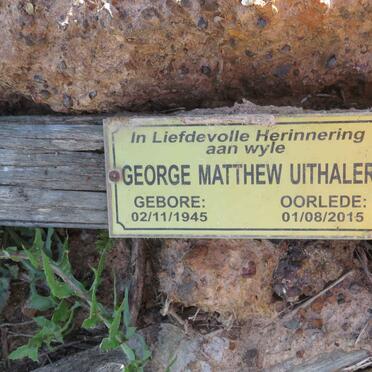 In Liefdevolle Herinnering
aan wyle
GEORGE MATTHEW UITHALER
GEBORE: OORLEDE:
02/11/1945 01/08/2015